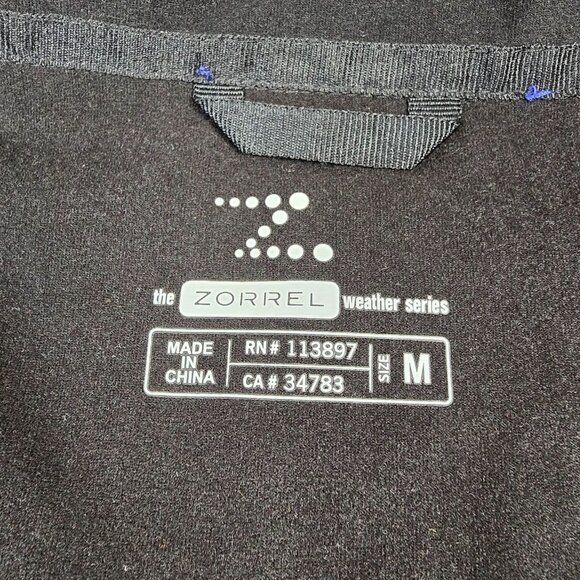 Z
the ZORREL weather series
MADE IN CHINA
RN # 113897
CA # 34783
SIZE M